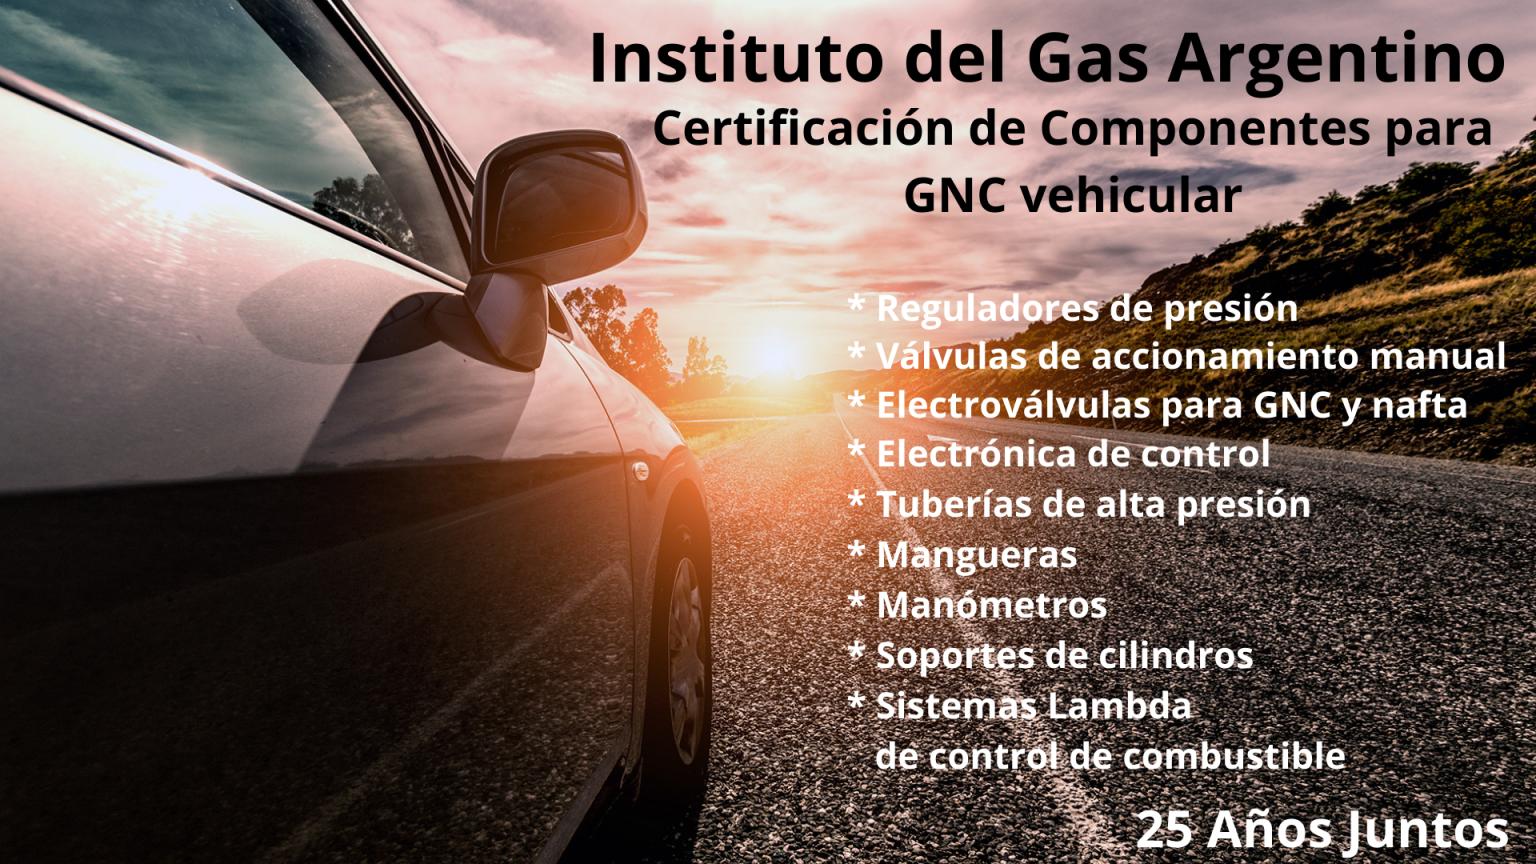 Instituto del Gas Argentino
Certificación de Componentes para
GNC vehicular
* Reguladores de presión
* Válvulas de accionamiento manual
* Electroválvulas para GNC y nafta
* Electrónica de control
* Tuberías de alta presión
* Mangueras
* Manómetros
* Soportes de cilindros
* Sistemas Lambda
de control de combustible
25 Años Juntos